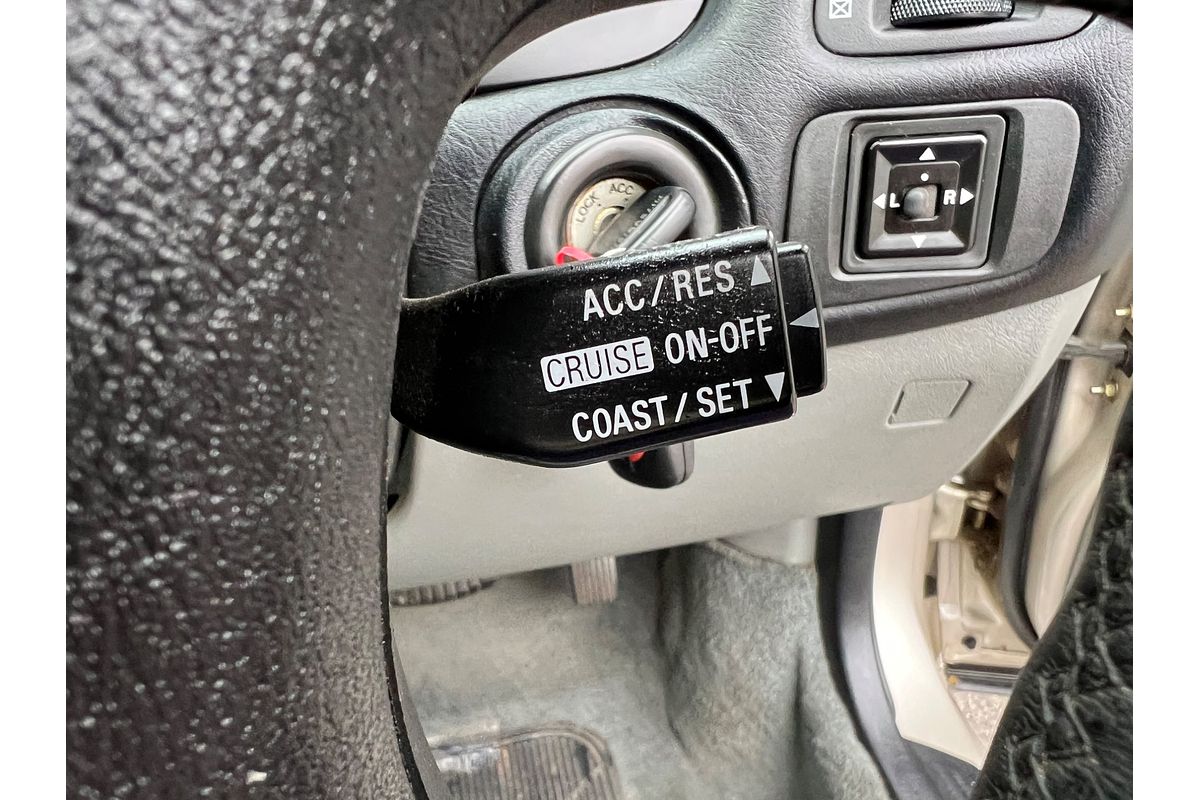 LOCK ACC
L R
ACC/RES
CRUISE ON-OFF
COAST/SET